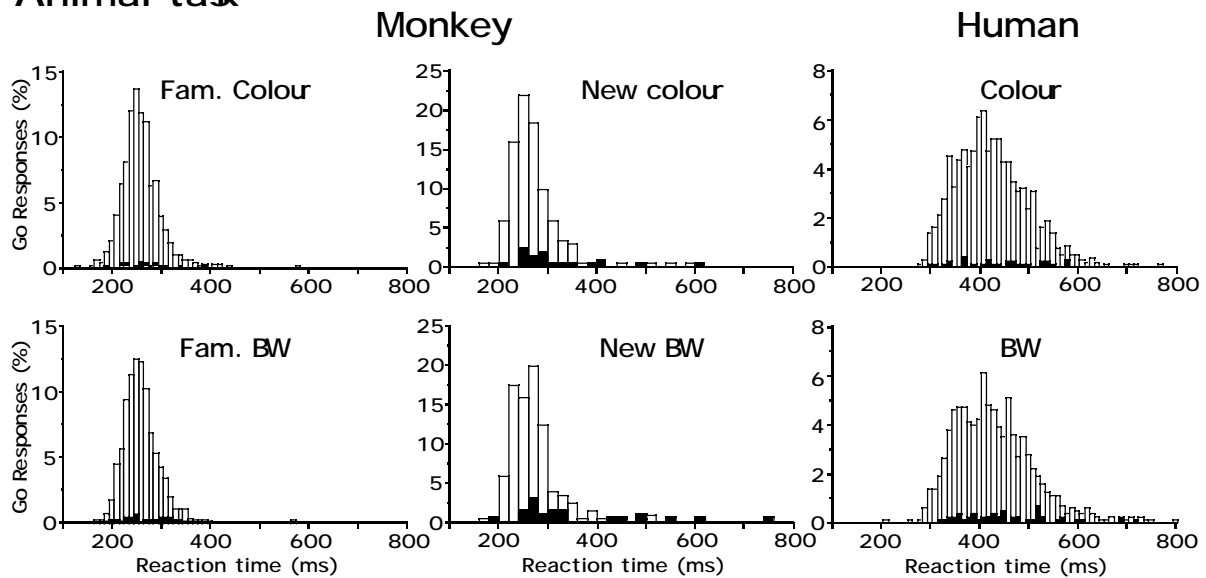 Animal task
Monkey Human
Fam. Colour New colour Colour
Go Responses (%)
15
10
5
0
200 400 600 800
25
20
15
10
5
0
200 400 600 800
8
6
4
2
0
200 400 600 800
Fam. BW New BW BW
Go Responses (%)
15
10
5
0
200 400 600 800
Reaction time (ms)
25
20
15
10
5
0
200 400 600 800
Reaction time (ms)
8
6
4
2
0
200 400 600 800
Reaction time (ms)